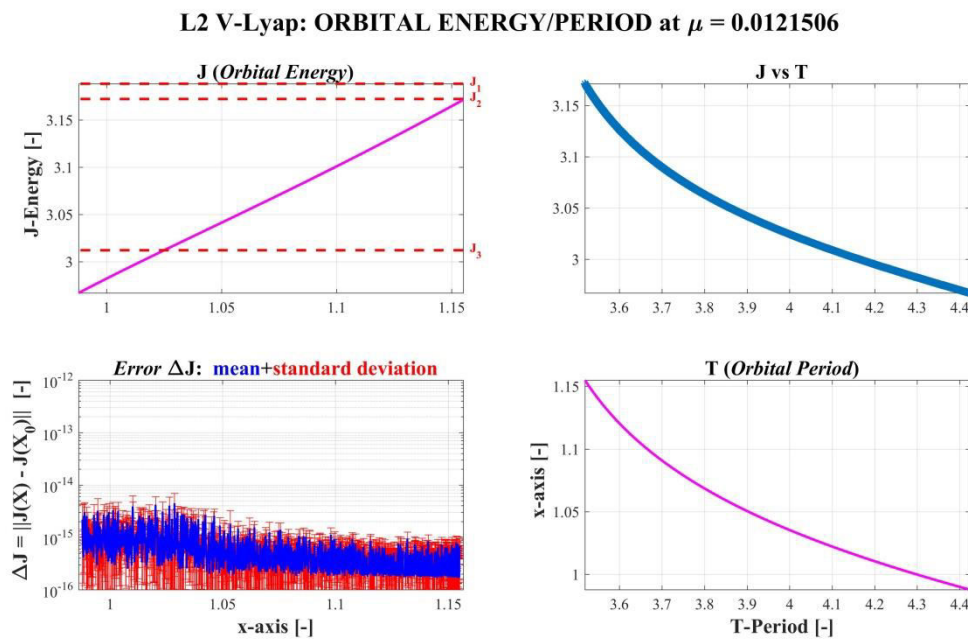 L2 V-Lyap: ORBITAL ENERGY/PERIOD at μ = 0.0121506
J (Orbital Energy)
J1
J2
J3
J-Energy [-]
3.15
3.1
3.05
3
1 1.05 1.1 1.15
J vs T
3.15
3.1
3.05
3
3.6 3.7 3.8 3.9 4 4.1 4.2 4.3 4.4
Error ΔJ: mean+standard deviation
ΔJ = ||J(X) - J(X₀)|| [-]
10⁻¹²
10⁻¹³
10⁻¹⁴
10⁻¹⁵
10⁻¹⁶
1 1.05 1.1 1.15
x-axis [-]
T (Orbital Period)
x-axis [-]
1.15
1.1
1.05
1
3.6 3.7 3.8 3.9 4 4.1 4.2 4.3 4.4
T-Period [-]